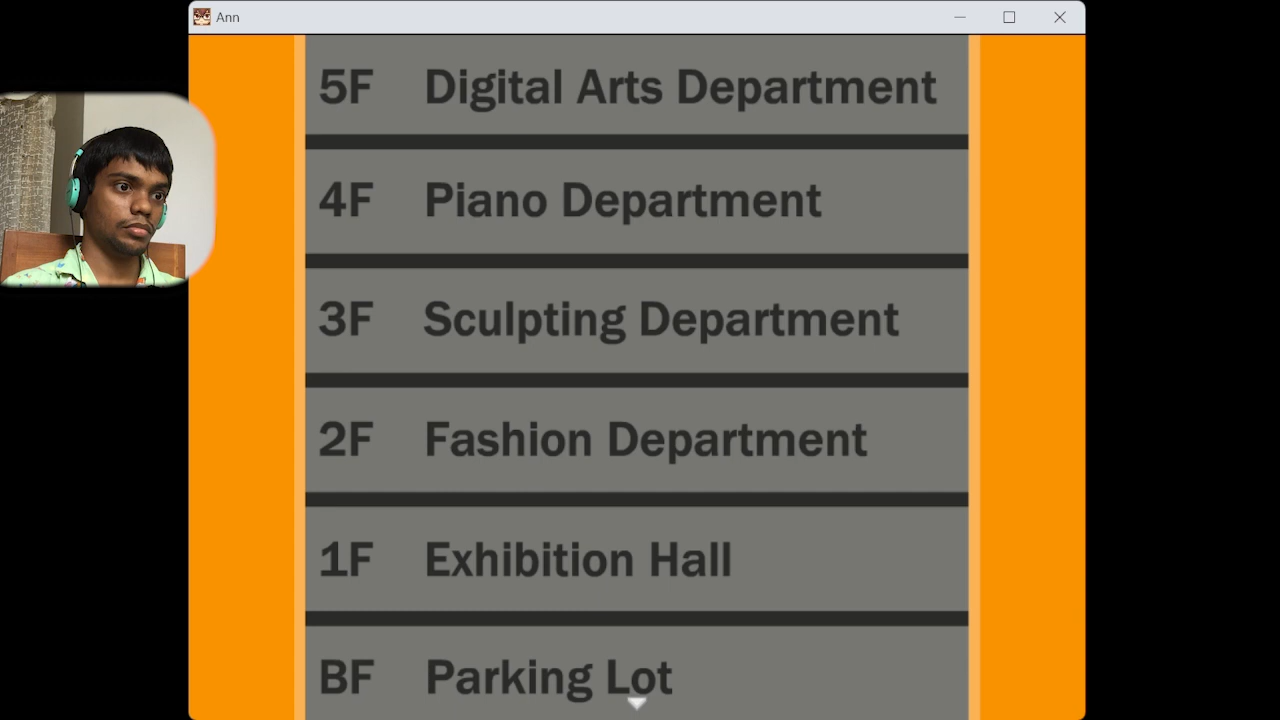 Ann
5F Digital Arts Department
4F Piano Department
3F Sculpting Department
2F Fashion Department
1F Exhibition Hall
BF Parking Lot